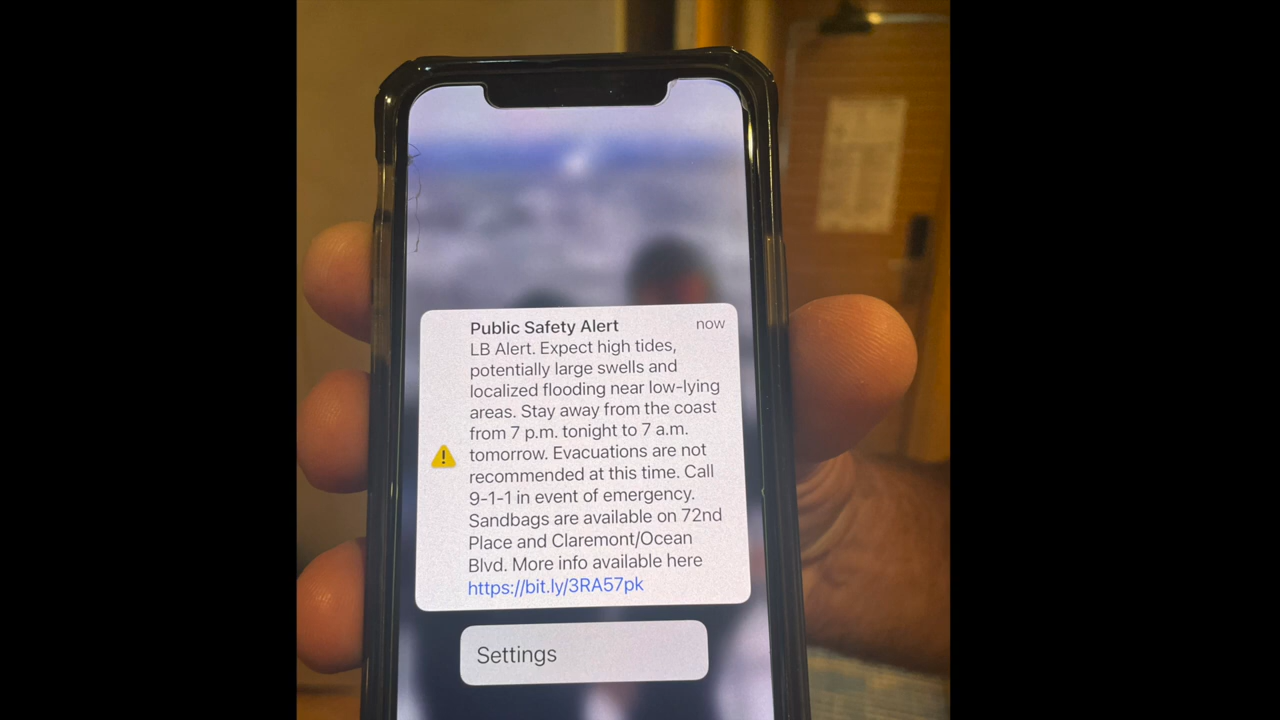 Public Safety Alert
now
LB Alert. Expect high tides,
potentially large swells and
localized flooding near low-lying
areas. Stay away from the coast
from 7 p.m. tonight to 7 a.m.
tomorrow. Evacuations are not
recommended at this time. Call
9-1-1 in event of emergency.
Sandbags are available on 72nd
Place and Claremont/Ocean
Blvd. More info available here
https://bit.ly/3RA57pk
Settings